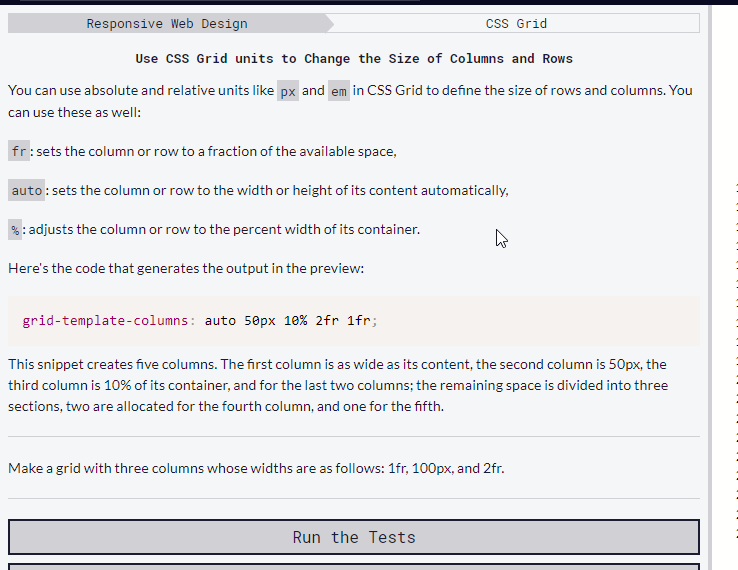 Responsive Web Design
CSS Grid
Use CSS Grid units to Change the Size of Columns and Rows
You can use absolute and relative units like px and em in CSS Grid to define the size of rows and columns. You
can use these as well:
fr: sets the column or row to a fraction of the available space,
auto: sets the column or row to the width or height of its content automatically,
%: adjusts the column or row to the percent width of its container.
Here's the code that generates the output in the preview:
grid-template-columns: auto 50px 10% 2fr 1fr;
This snippet creates five columns. The first column is as wide as its content, the second column is 50px, the
third column is 10% of its container, and for the last two columns; the remaining space is divided into three
sections, two are allocated for the fourth column, and one for the fifth.
Make a grid with three columns whose widths are as follows: 1fr, 100px, and 2fr.
Run the Tests